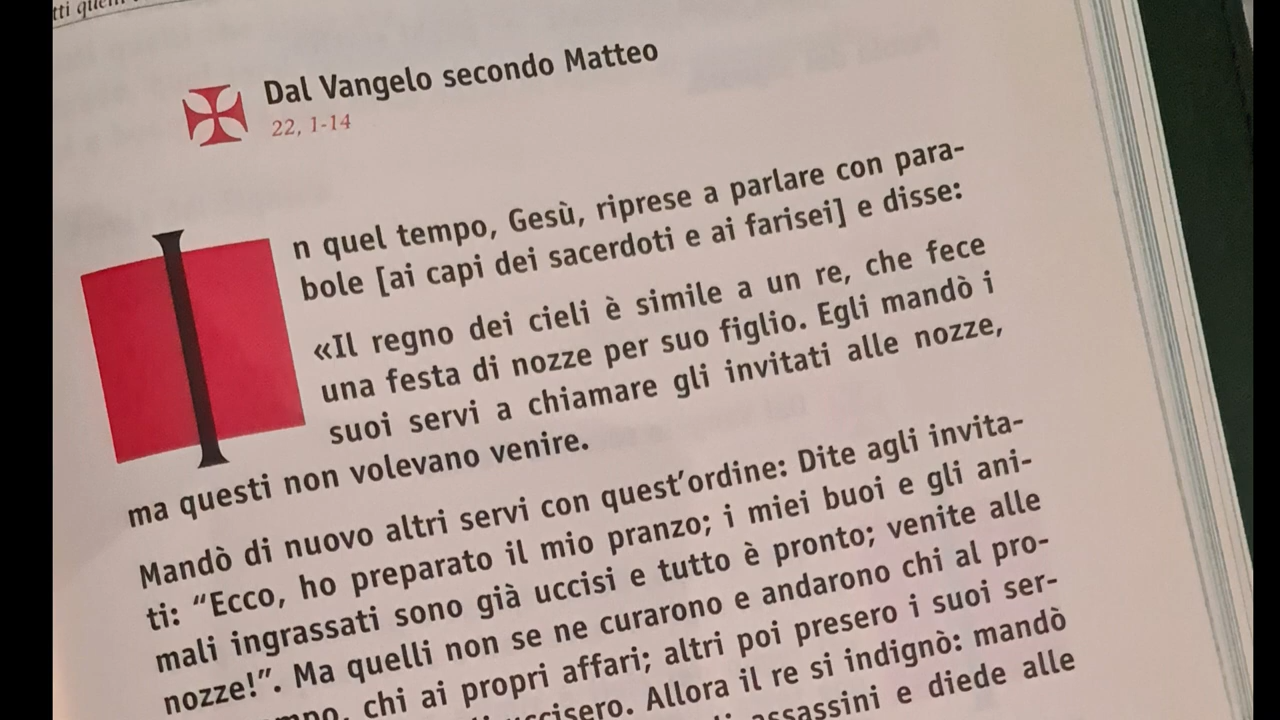 tti quem
Dal Vangelo secondo Matteo
22, 1-14
In quel tempo, Gesù, riprese a parlare con para-
bole [ai capi dei sacerdoti e ai farisei] e disse:
«Il regno dei cieli è simile a un re, che fece
una festa di nozze per suo figlio. Egli mandò i
suoi servi a chiamare gli invitati alle nozze,
ma questi non volevano venire.
Mandò di nuovo altri servi con quest'ordine: Dite agli invita-
ti: “Ecco, ho preparato il mio pranzo; i miei buoi e gli ani-
mali ingrassati sono già uccisi e tutto è pronto; venite alle
nozze!”. Ma quelli non se ne curarono e andarono chi al pro-
chi ai propri affari; altri poi presero i suoi ser-
uccisero. Allora il re si indignò: mandò
assassini e diede alle